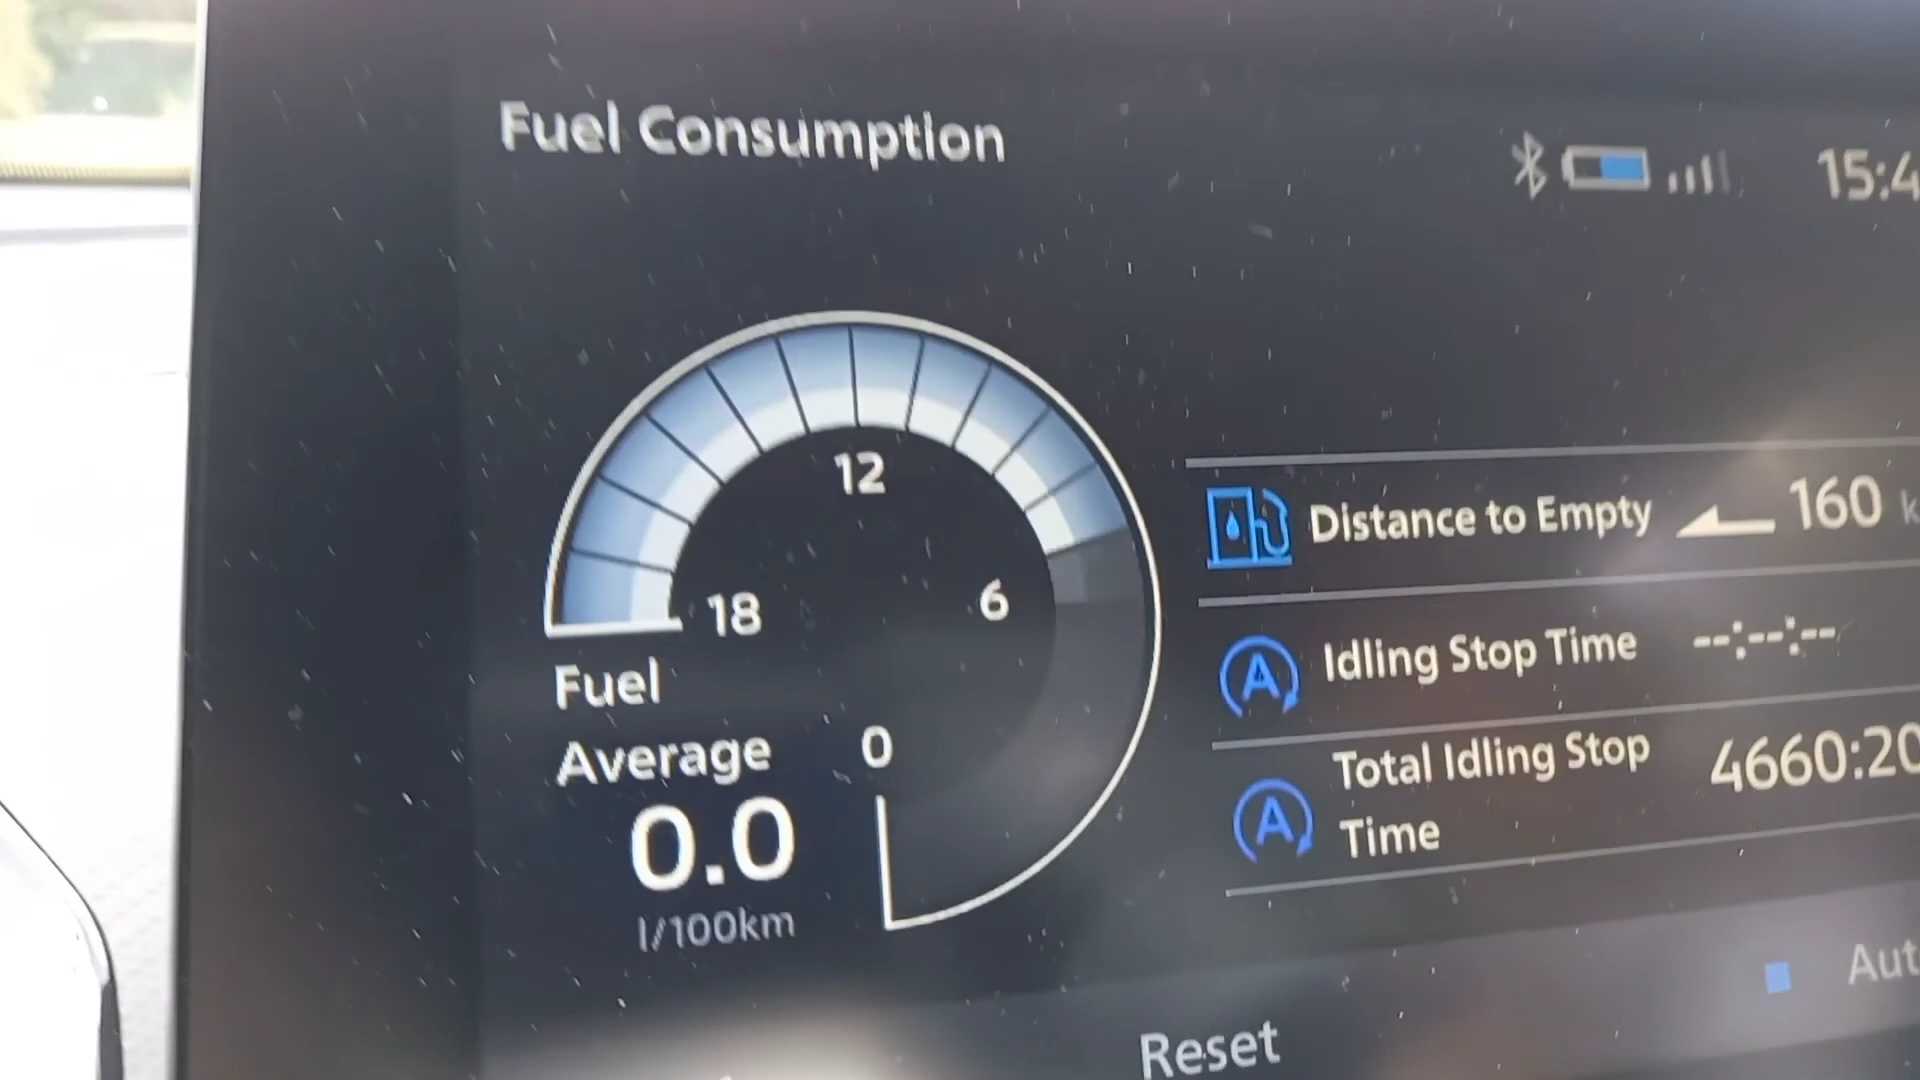 Fuel Consumption
15:4
12
18
6
0
Fuel
Average
0.0
l/100km
Distance to Empty 160 k
Idling Stop Time --:--:--
Total Idling Stop Time 4660:20
Aut
Reset